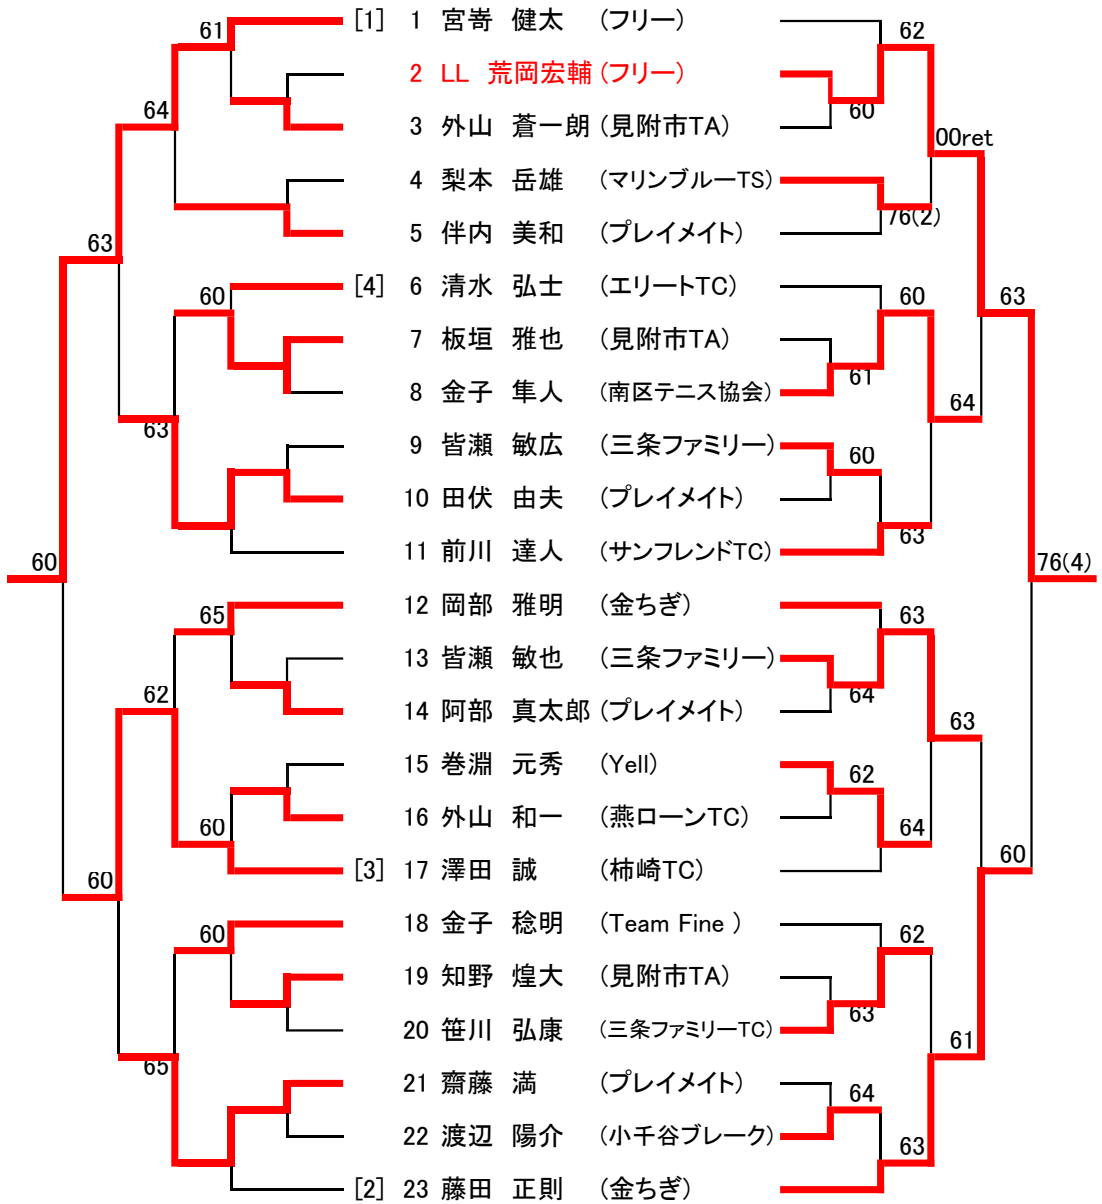 [1] 1 宮嵜 健太 (フリー)
61 62
2 LL 荒岡宏輔 (フリー)
64 60
3 外山 蒼一朗 (見附市TA)
00ret
4 梨本 岳雄 (マリンブルーTS)
76(2)
5 伴内 美和 (プレイメイト)
63
[4] 6 清水 弘士 (エリートTC)
60 60 63
7 板垣 雅也 (見附市TA)
61
8 金子 隼人 (南区テニス協会)
64
63
9 皆瀬 敏広 (三条ファミリー)
60
10 田伏 由夫 (プレイメイト)
63
11 前川 達人 (サンフレンドTC)
60 76(4)
12 岡部 雅明 (金ちぎ)
65 63
13 皆瀬 敏也 (三条ファミリー)
62 64
14 阿部 真太郎 (プレイメイト)
63
15 巻淵 元秀 (Yell)
62
16 外山 和一 (燕ローンTC)
60 64
[3] 17 澤田 誠 (柿崎TC)
60 60
18 金子 稔明 (Team Fine )
60 62
19 知野 煌大 (見附市TA)
63
20 笹川 弘康 (三条ファミリーTC)
61
65
21 齋藤 満 (プレイメイト)
64
22 渡辺 陽介 (小千谷ブレーク)
63
[2] 23 藤田 正則 (金ちぎ)